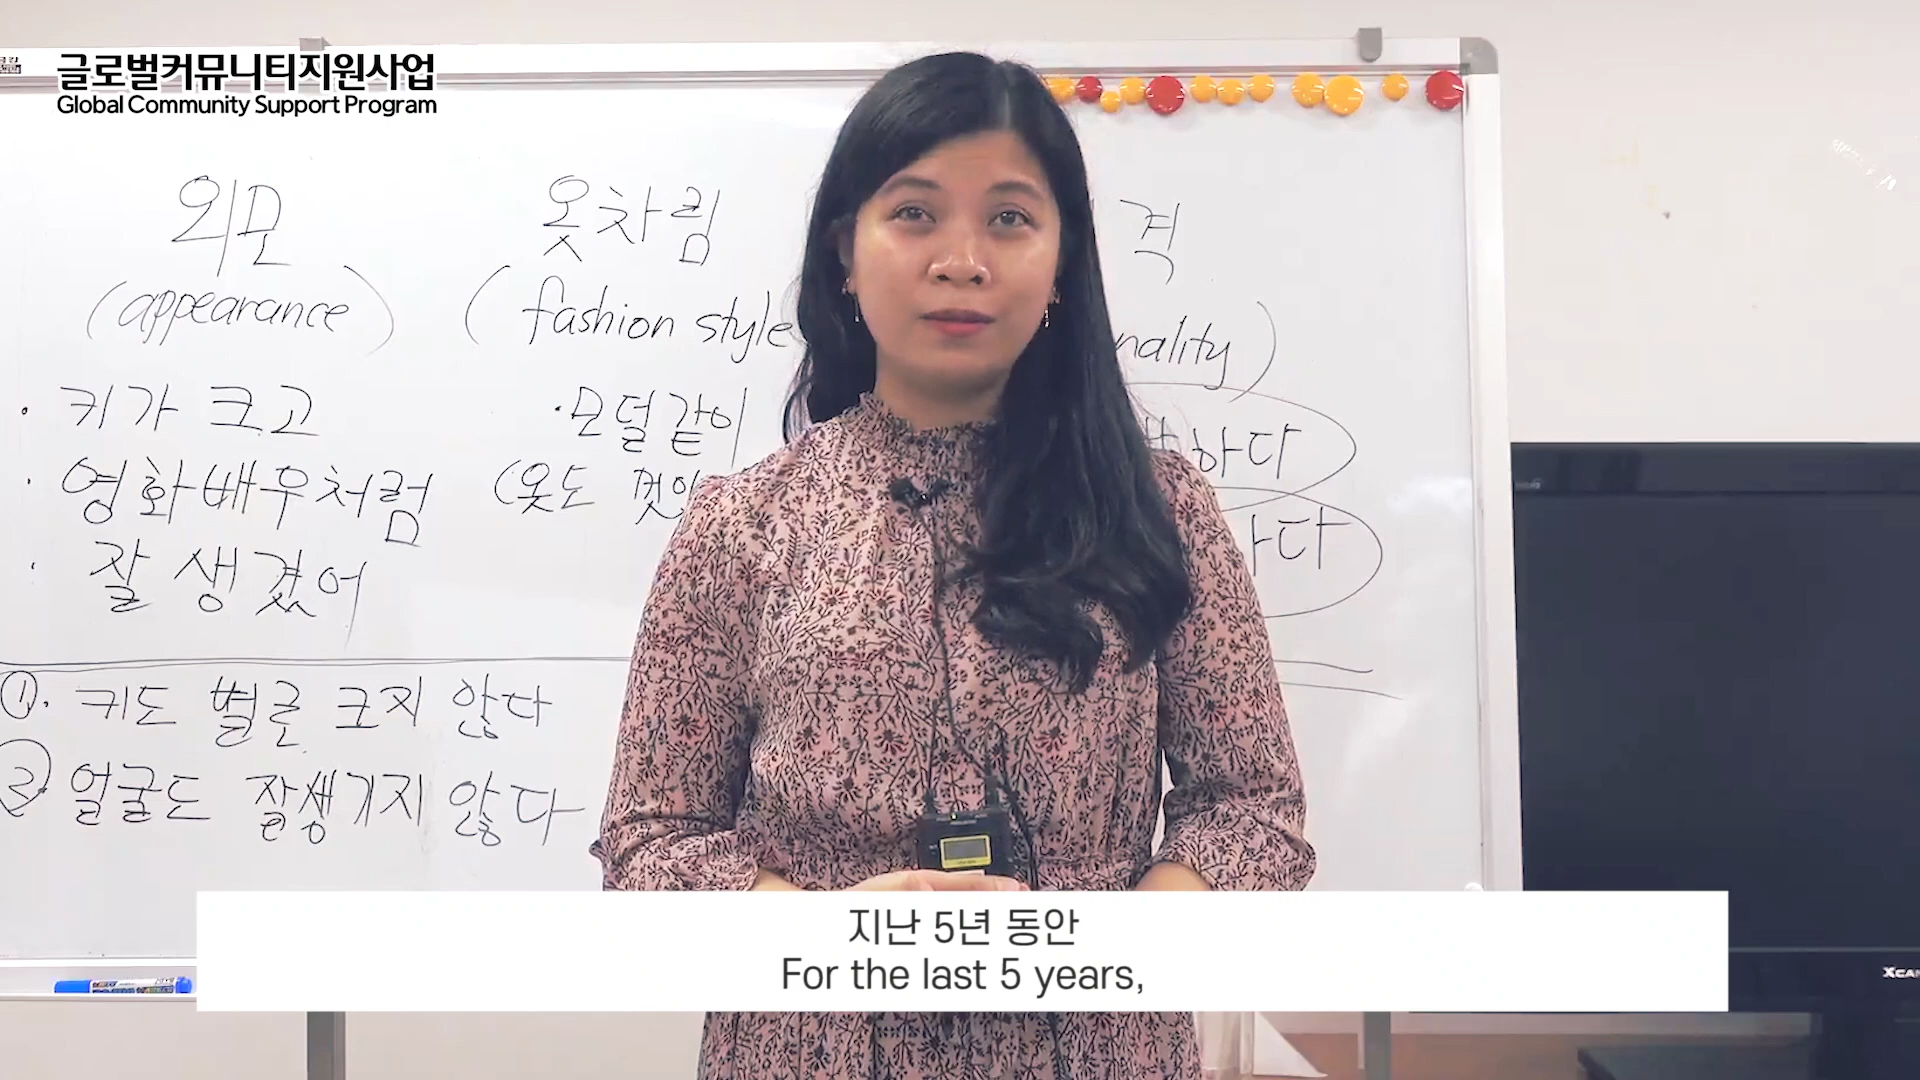 글로벌커뮤니티지원사업
Global Community Support Program
외모
옷차림
격
(appearance)
(fashion style
nality)
· 키가 크고
· 모델같이
하다
· 영화배우처럼
(옷도 멋있
다
· 잘 생겼어
①. 키도 별로 크지 않다
② 얼굴도 잘생기지 않다
지난 5년 동안
For the last 5 years,